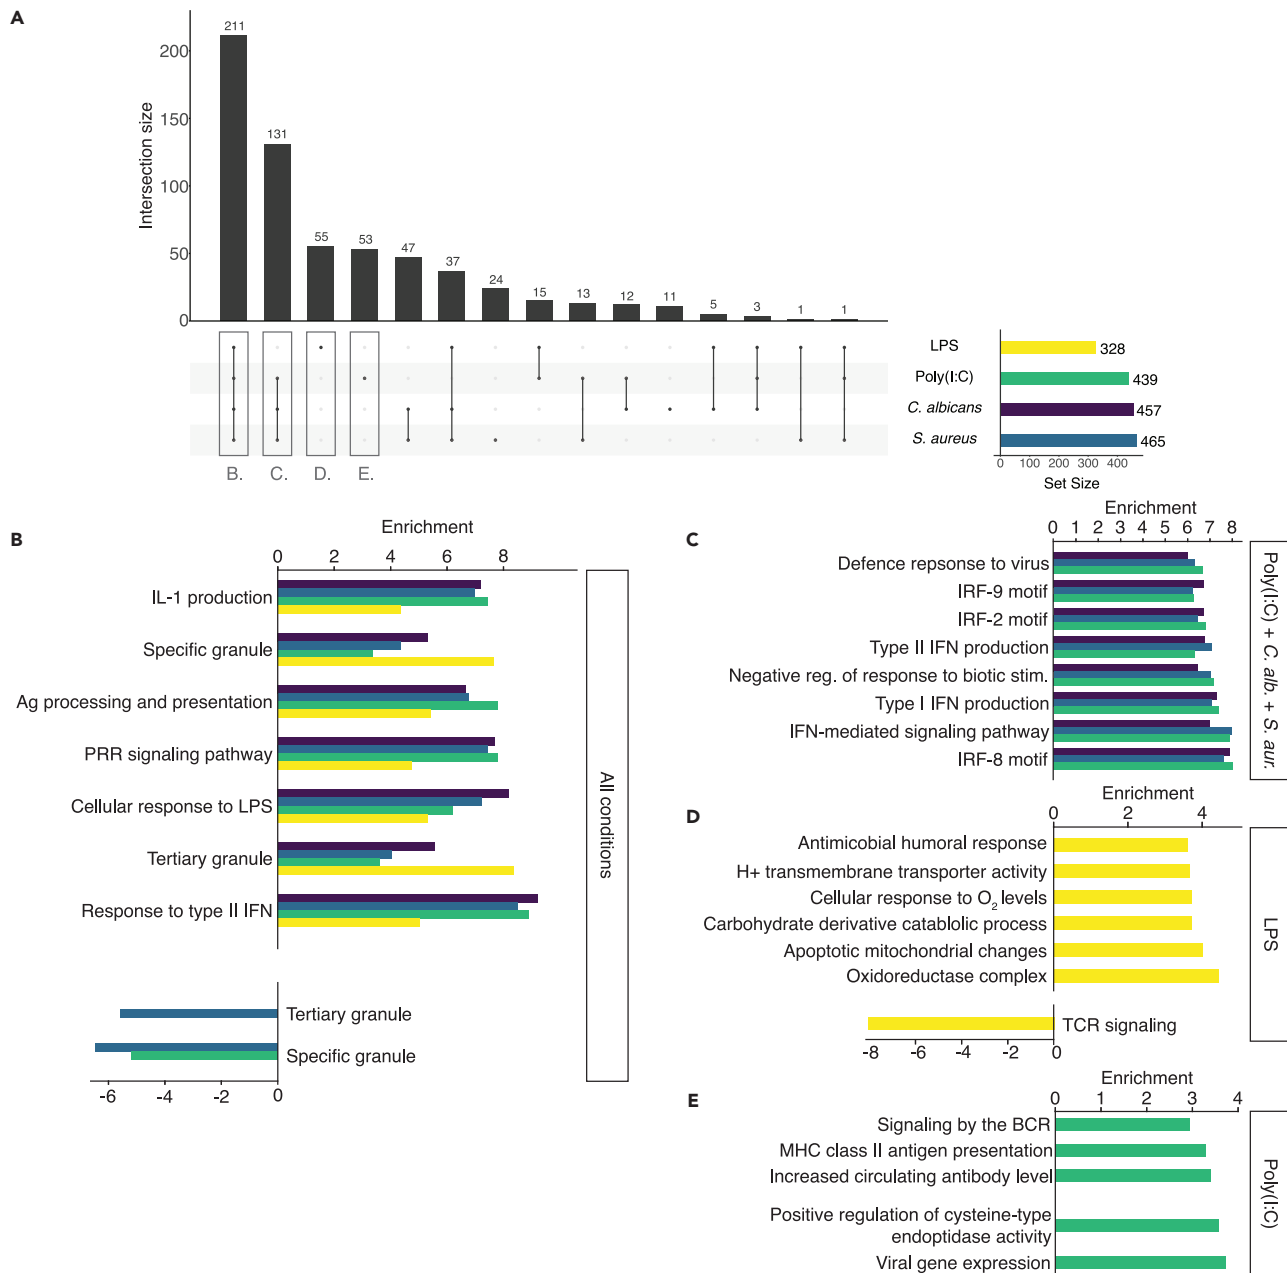 A
Intersection size
200
150
100
50
0
211
131
55
53
47
37
24
15
13
12
11
5
3
1
1
B.
C.
D.
E.
LPS
328
Poly(I:C)
439
C. albicans
457
S. aureus
465
0 100 200 300 400
Set Size
B
Enrichment
0 2 4 6 8
IL-1 production
Specific granule
Ag processing and presentation
PRR signaling pathway
Cellular response to LPS
Tertiary granule
Response to type II IFN
Tertiary granule
Specific granule
-6 -4 -2 0
All conditions
C
Enrichment
0 1 2 3 4 5 6 7 8
Defence repsonse to virus
IRF-9 motif
IRF-2 motif
Type II IFN production
Negative reg. of response to biotic stim.
Type I IFN production
IFN-mediated signaling pathway
IRF-8 motif
Poly(I:C) + C. alb. + S. aur.
D
Enrichment
0 2 4
Antimicobial humoral response
H+ transmembrane transporter activity
Cellular response to O2 levels
Carbohydrate derivative catablolic process
Apoptotic mitochondrial changes
Oxidoreductase complex
TCR signaling
-8 -6 -4 -2 0
LPS
E
Enrichment
0 1 2 3 4
Signaling by the BCR
MHC class II antigen presentation
Increased circulating antibody level
Positive regulation of cysteine-type
endoptidase activity
Viral gene expression
Poly(I:C)